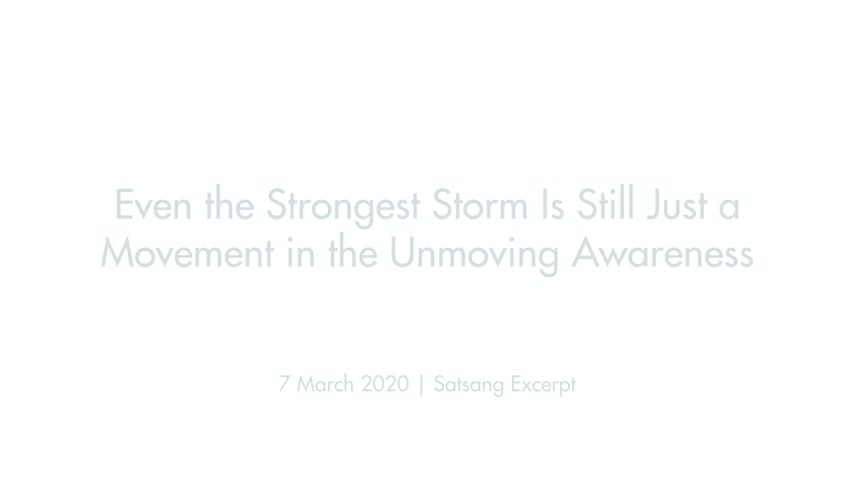 Even the Strongest Storm Is Still Just a
Movement in the Unmoving Awareness
7 March 2020 | Satsang Excerpt